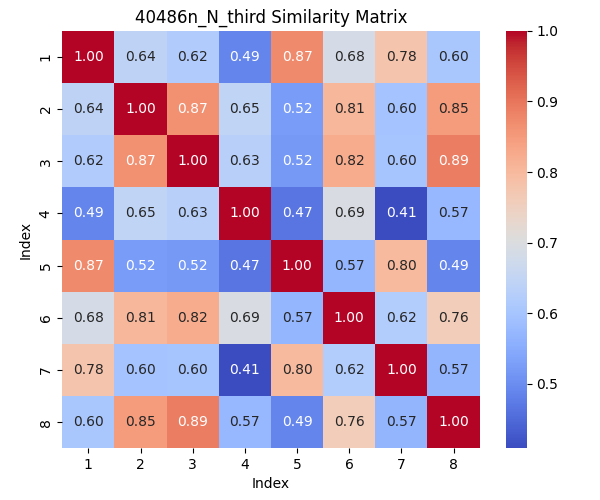 40486n_N_third Similarity Matrix
1 1.00 0.64 0.62 0.49 0.87 0.68 0.78 0.60
2 0.64 1.00 0.87 0.65 0.52 0.81 0.60 0.85
3 0.62 0.87 1.00 0.63 0.52 0.82 0.60 0.89
4 0.49 0.65 0.63 1.00 0.47 0.69 0.41 0.57
5 0.87 0.52 0.52 0.47 1.00 0.57 0.80 0.49
6 0.68 0.81 0.82 0.69 0.57 1.00 0.62 0.76
7 0.78 0.60 0.60 0.41 0.80 0.62 1.00 0.57
8 0.60 0.85 0.89 0.57 0.49 0.76 0.57 1.00
1 2 3 4 5 6 7 8
Index
Index
1.0
0.9
0.8
0.7
0.6
0.5